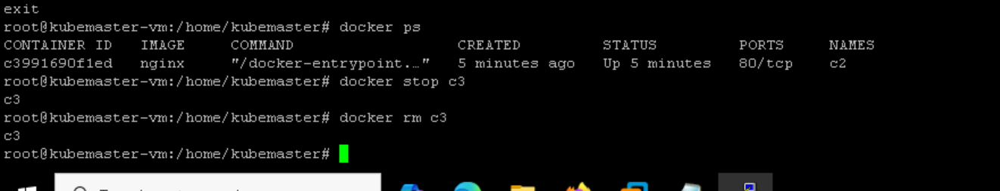 exit
root@kubemaster-vm:/home/kubemaster# docker ps
CONTAINER ID   IMAGE   COMMAND   CREATED   STATUS   PORTS   NAMES
c3991690f1ed   nginx   "/docker-entrypoint.…"   5 minutes ago   Up 5 minutes   80/tcp   c2
root@kubemaster-vm:/home/kubemaster# docker stop c3
c3
root@kubemaster-vm:/home/kubemaster# docker rm c3
c3
root@kubemaster-vm:/home/kubemaster#